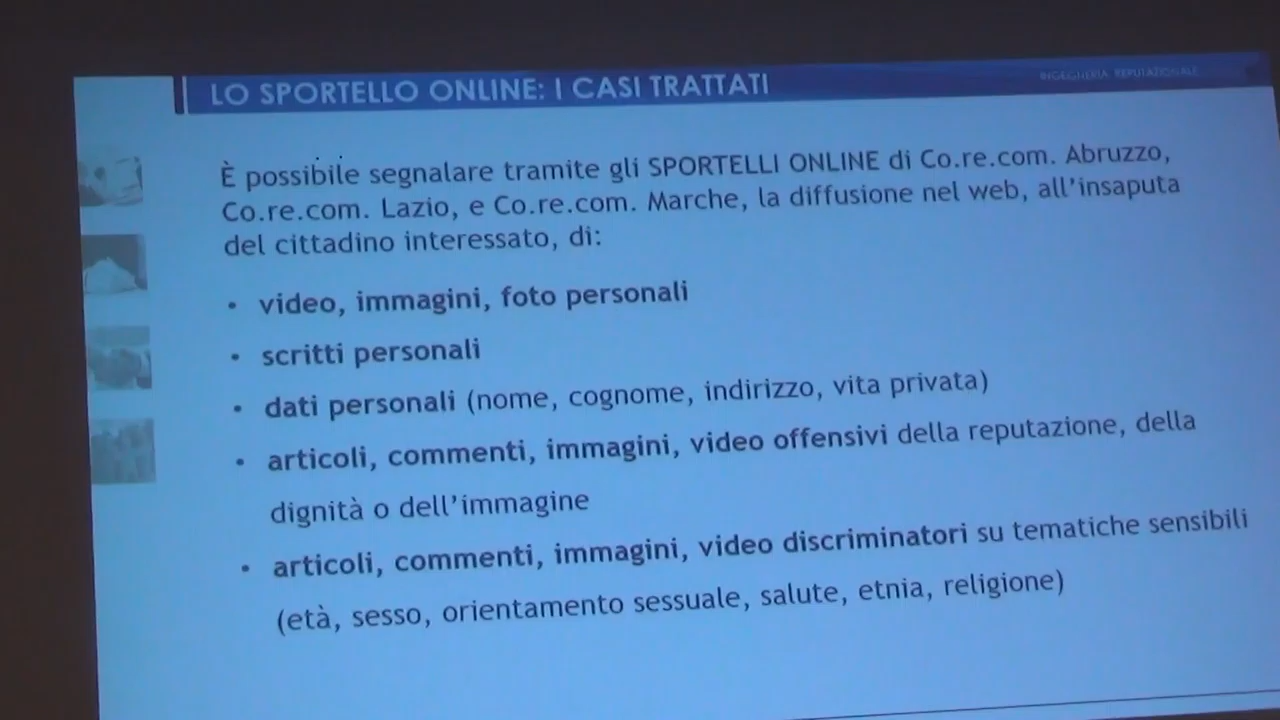 LO SPORTELLO ONLINE: I CASI TRATTATI
INGEGNERIA REPUTAZIONALE
È possibile segnalare tramite gli SPORTELLI ONLINE di Co.re.com. Abruzzo,
Co.re.com. Lazio, e Co.re.com. Marche, la diffusione nel web, all'insaputa
del cittadino interessato, di:
• video, immagini, foto personali
• scritti personali
• dati personali (nome, cognome, indirizzo, vita privata)
• articoli, commenti, immagini, video offensivi della reputazione, della
dignità o dell'immagine
• articoli, commenti, immagini, video discriminatori su tematiche sensibili
(età, sesso, orientamento sessuale, salute, etnia, religione)